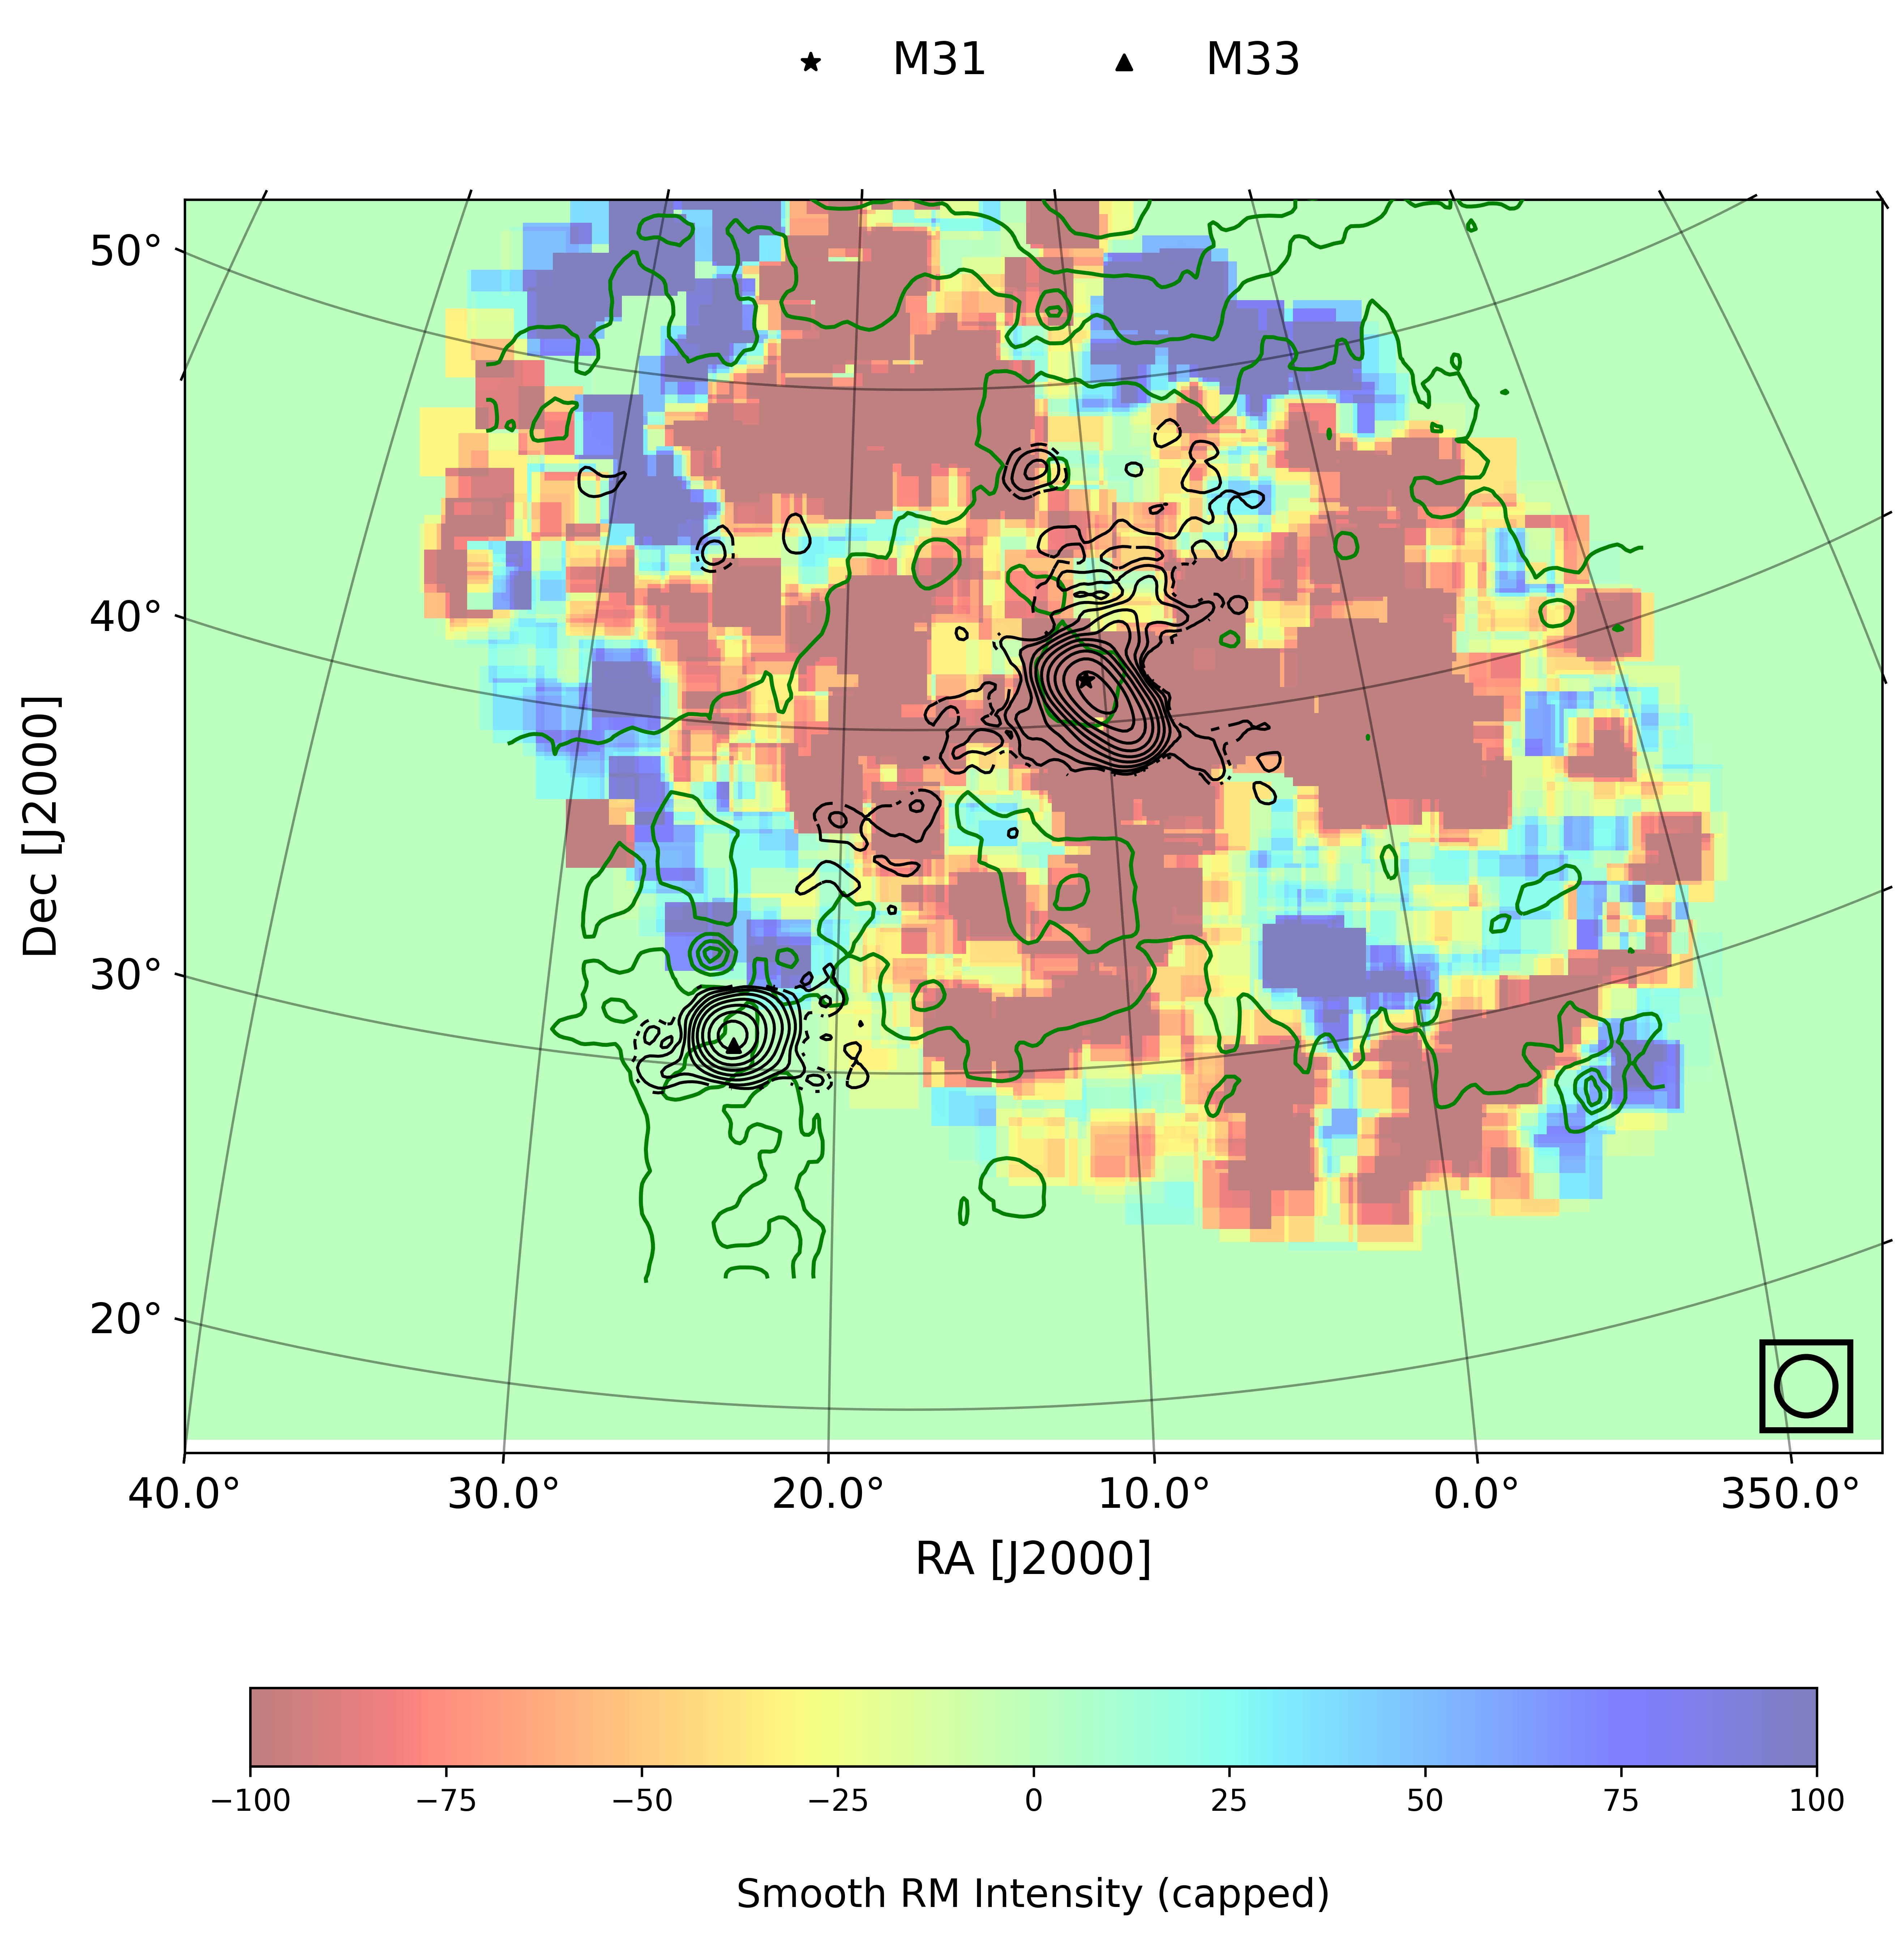 M31 M33
50°
40°
30°
20°
Dec [J2000]
40.0° 30.0° 20.0° 10.0° 0.0° 350.0°
RA [J2000]
−100 −75 −50 −25 0 25 50 75 100
Smooth RM Intensity (capped)